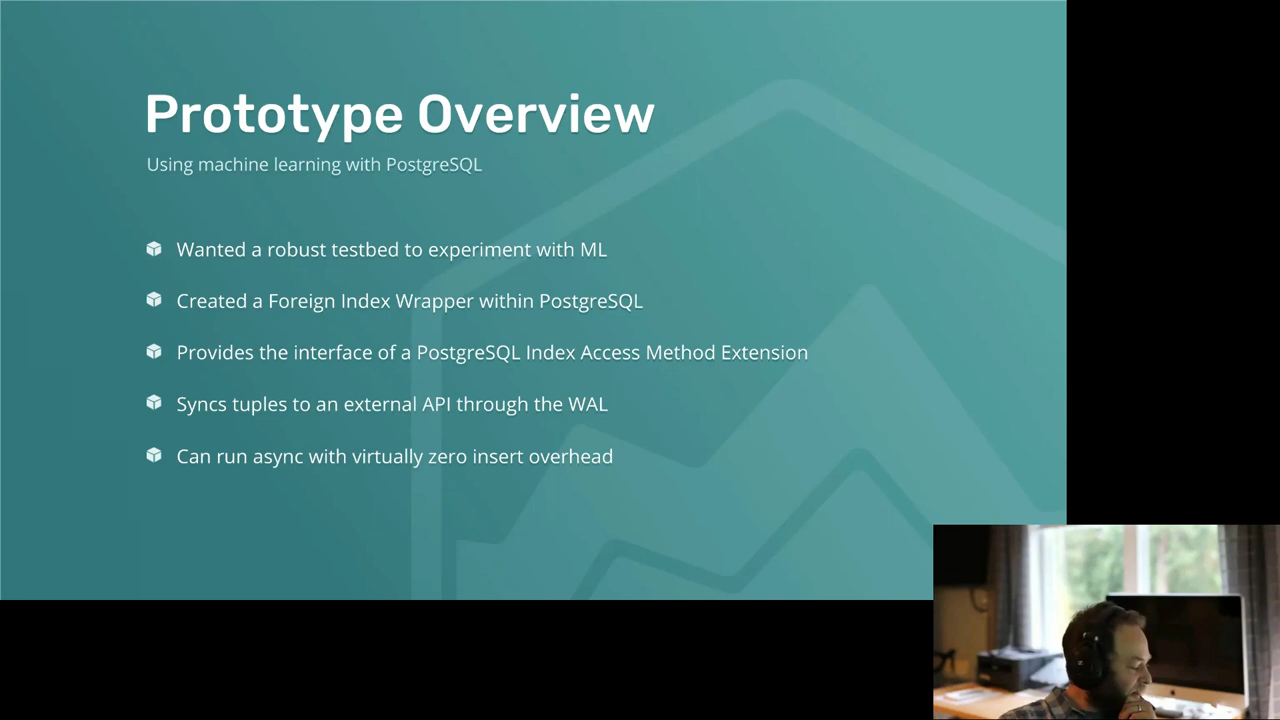 Prototype Overview
Using machine learning with PostgreSQL
Wanted a robust testbed to experiment with ML
Created a Foreign Index Wrapper within PostgreSQL
Provides the interface of a PostgreSQL Index Access Method Extension
Syncs tuples to an external API through the WAL
Can run async with virtually zero insert overhead